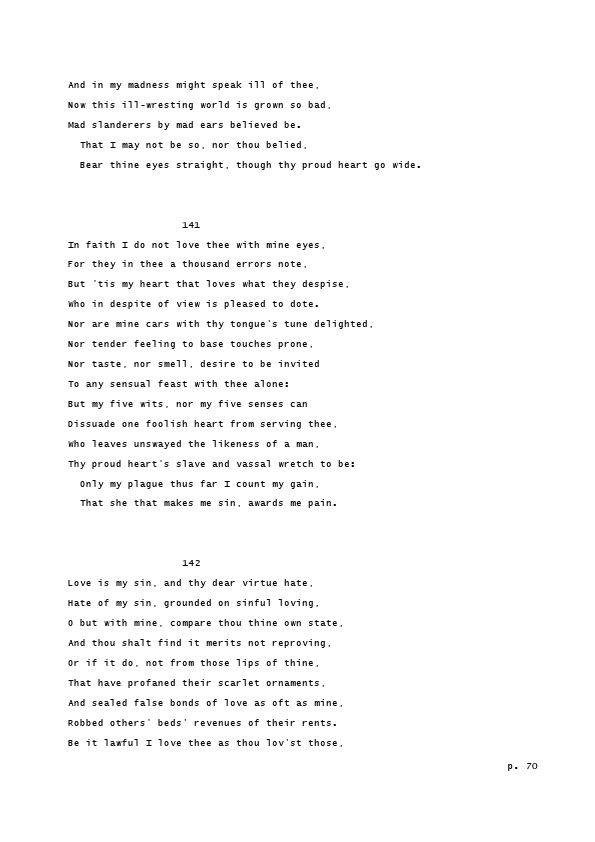 And in my madness might speak ill of thee,
Now this ill-wresting world is grown so bad,
Mad slanderers by mad ears believed be.
That I may not be so, nor thou belied,
Bear thine eyes straight, though thy proud heart go wide.
141
In faith I do not love thee with mine eyes,
For they in thee a thousand errors note,
But 'tis my heart that loves what they despise,
Who in despite of view is pleased to dote.
Nor are mine cars with thy tongue's tune delighted,
Nor tender feeling to base touches prone,
Nor taste, nor smell, desire to be invited
To any sensual feast with thee alone:
But my five wits, nor my five senses can
Dissuade one foolish heart from serving thee,
Who leaves unswayed the likeness of a man,
Thy proud heart's slave and vassal wretch to be:
Only my plague thus far I count my gain,
That she that makes me sin, awards me pain.
142
Love is my sin, and thy dear virtue hate,
Hate of my sin, grounded on sinful loving,
O but with mine, compare thou thine own state,
And thou shalt find it merits not reproving,
Or if it do, not from those lips of thine,
That have profaned their scarlet ornaments,
And sealed false bonds of love as oft as mine,
Robbed others' beds' revenues of their rents.
Be it lawful I love thee as thou lov'st those,
p. 70